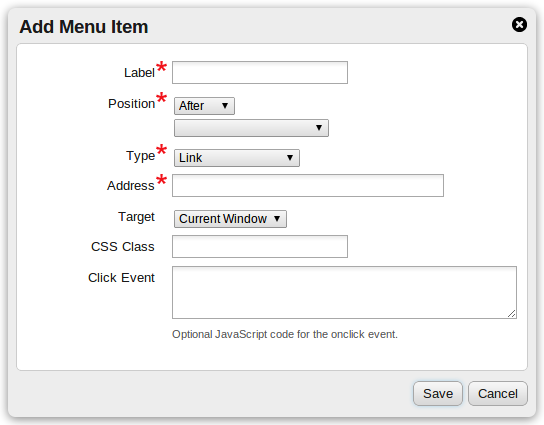 Add Menu Item
Label*
Position* After
Type* Link
Address*
Target Current Window
CSS Class
Click Event
Optional JavaScript code for the onclick event.
Save Cancel